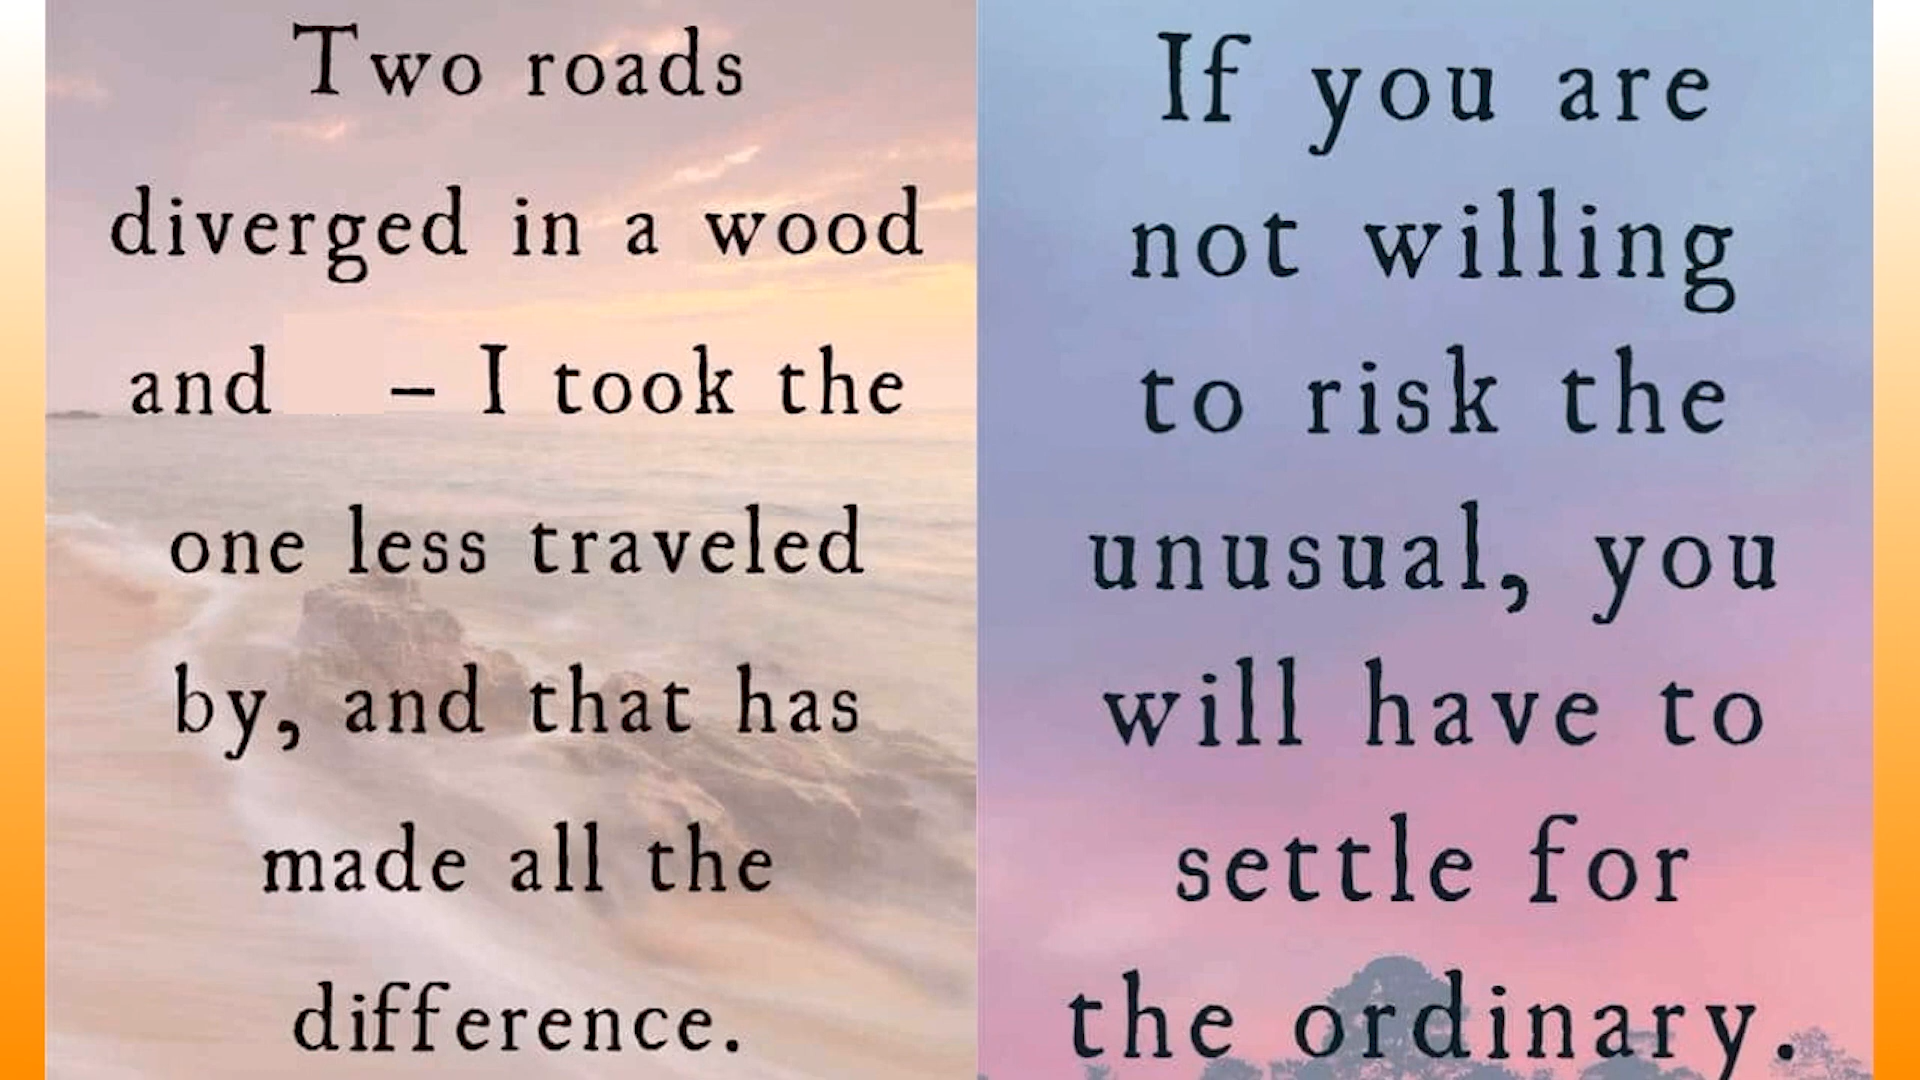 Two roads
diverged in a wood
and – I took the
one less traveled
by, and that has
made all the
difference.
If you are
not willing
to risk the
unusual, you
will have to
settle for
the ordinary.